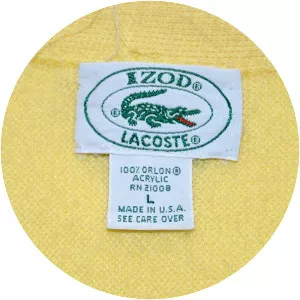 IZOD®
LACOSTE®
100% ORLON®
ACRYLIC
RN 21008
L
MADE IN U.S.A.
SEE CARE OVER